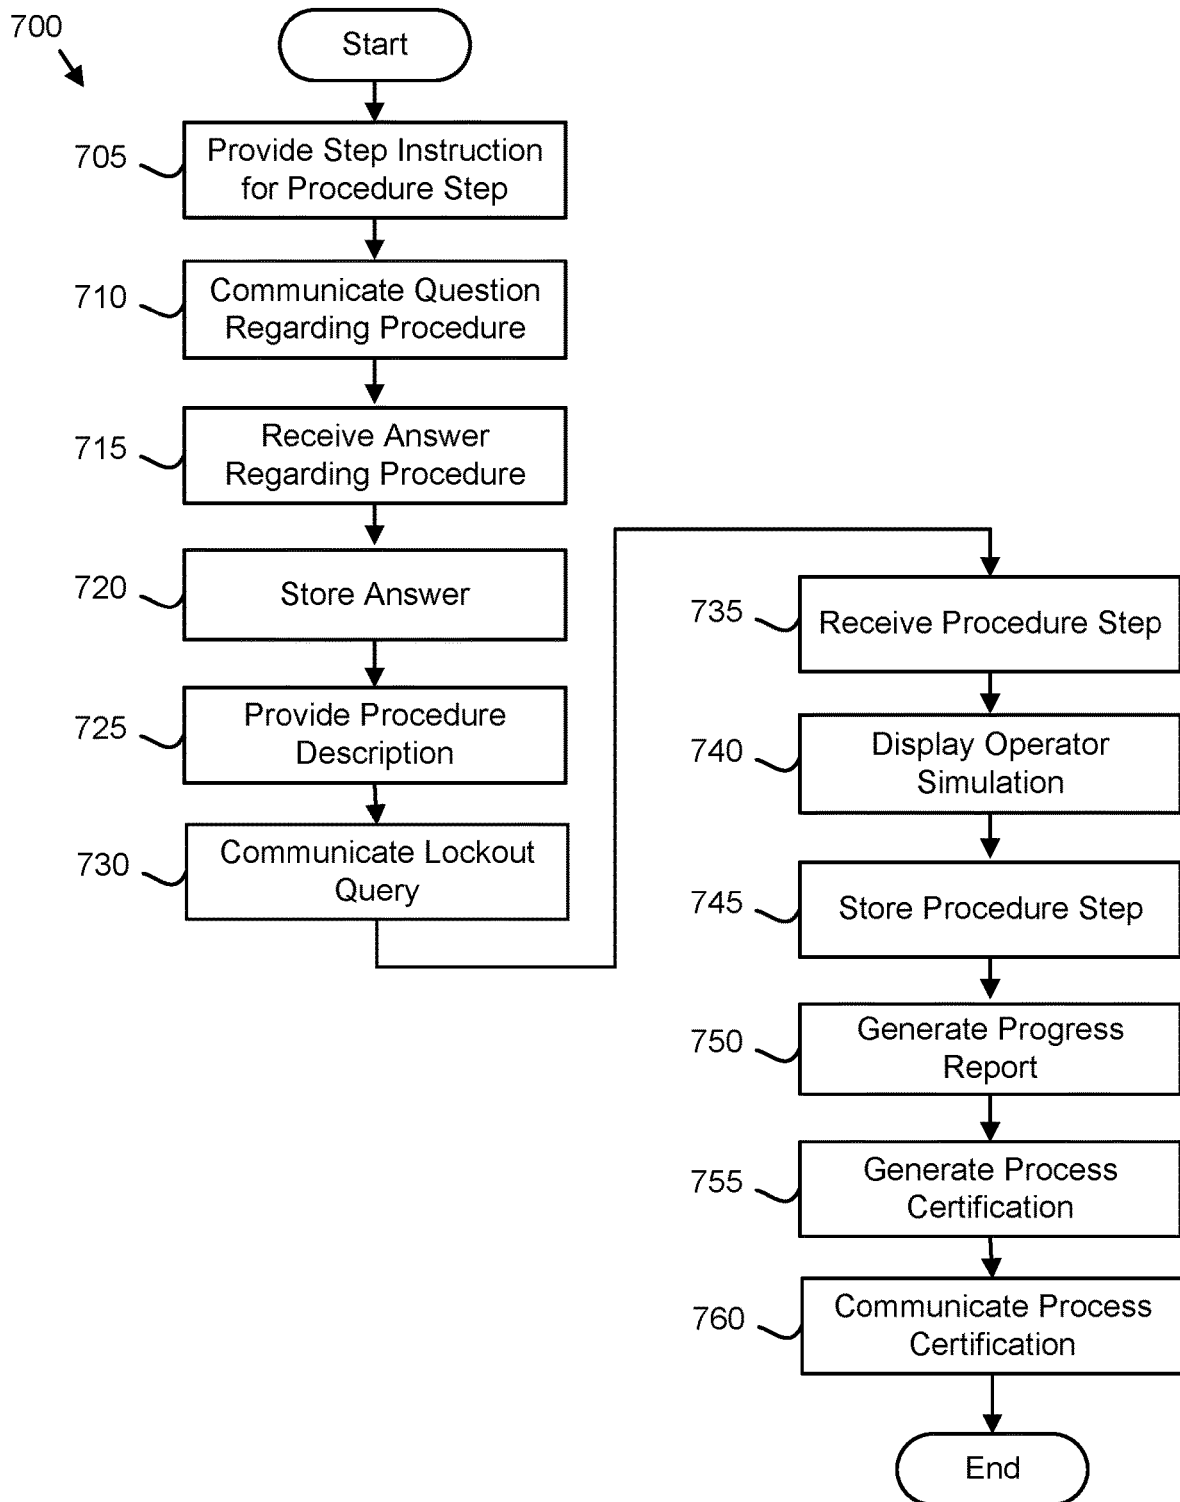 700
Start
705
Provide Step Instruction
for Procedure Step
710
Communicate Question
Regarding Procedure
715
Receive Answer
Regarding Procedure
720
Store Answer
725
Provide Procedure
Description
730
Communicate Lockout
Query
735
Receive Procedure Step
740
Display Operator
Simulation
745
Store Procedure Step
750
Generate Progress
Report
755
Generate Process
Certification
760
Communicate Process
Certification
End